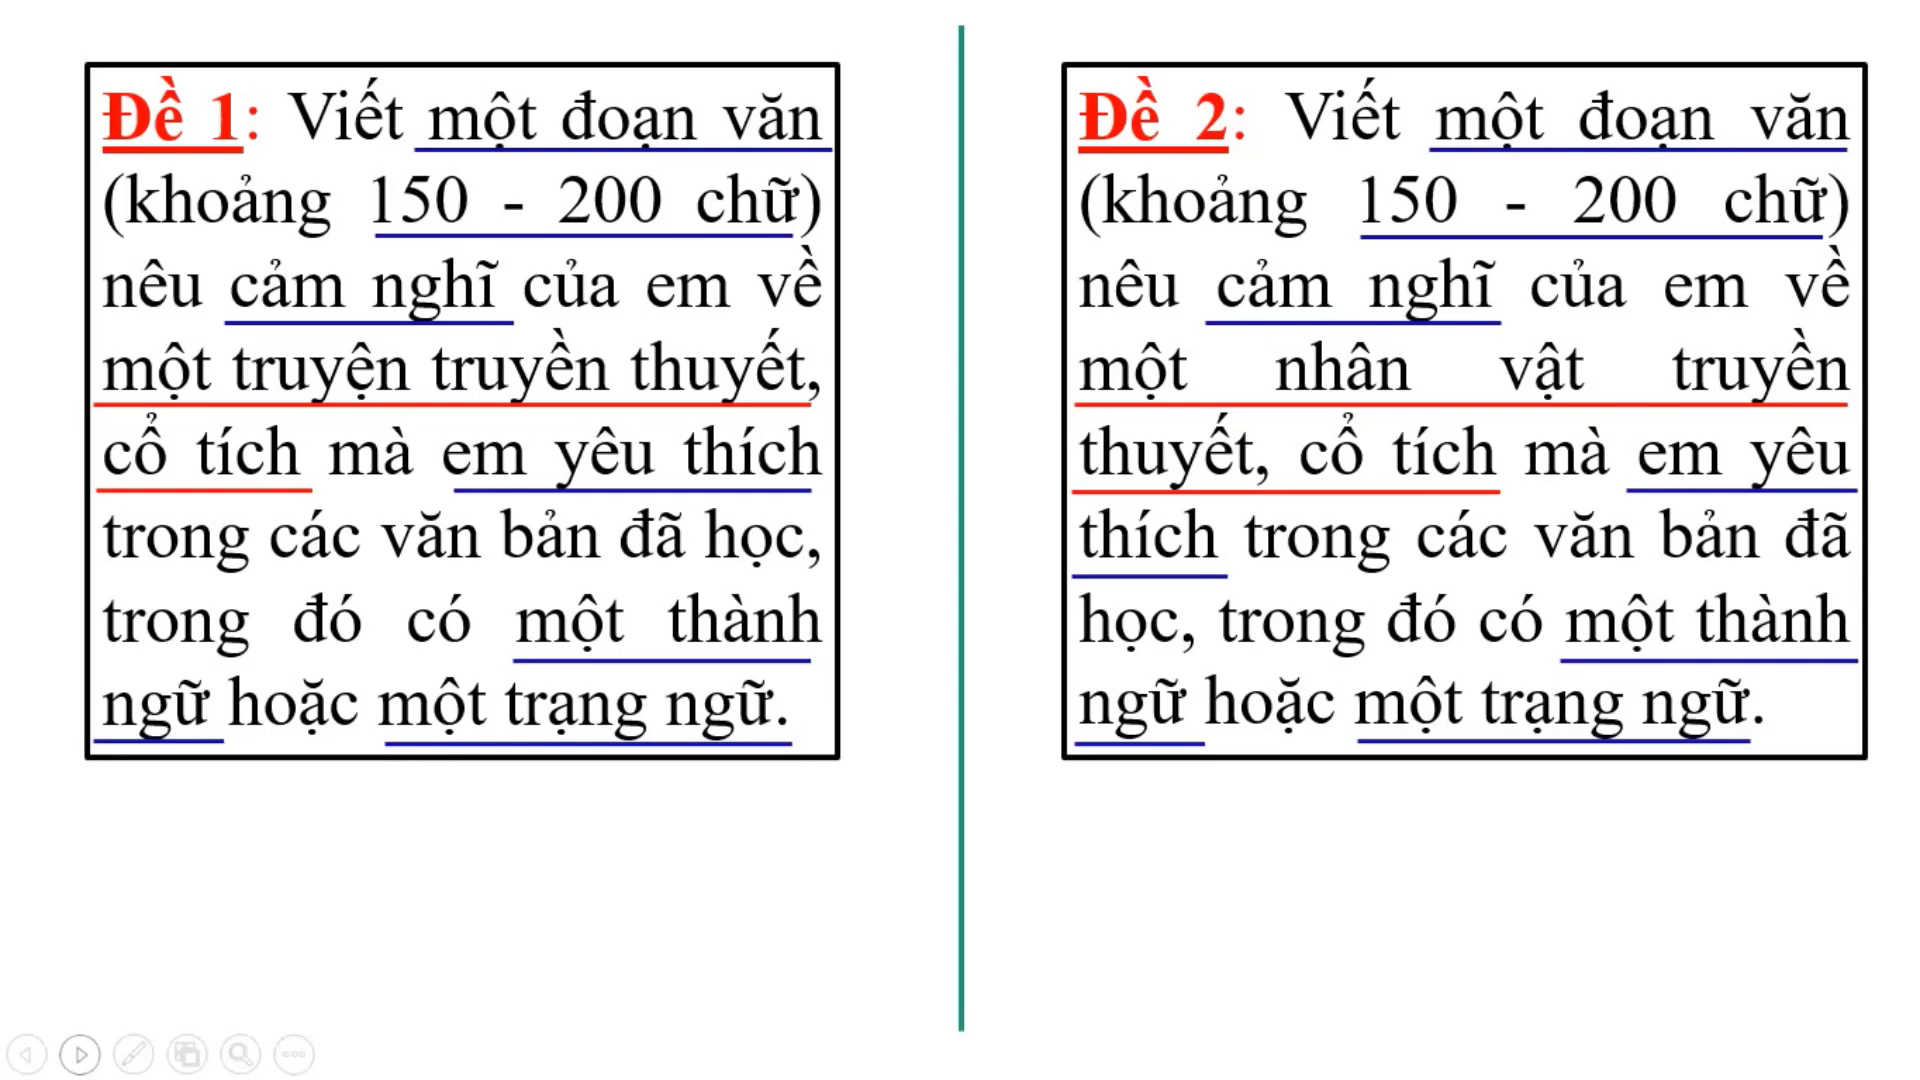 Đề 1: Viết một đoạn văn
(khoảng 150 - 200 chữ)
nêu cảm nghĩ của em về
một truyện truyền thuyết,
cổ tích mà em yêu thích
trong các văn bản đã học,
trong đó có một thành
ngữ hoặc một trạng ngữ.
Đề 2: Viết một đoạn văn
(khoảng 150 - 200 chữ)
nêu cảm nghĩ của em về
một nhân vật truyền
thuyết, cổ tích mà em yêu
thích trong các văn bản đã
học, trong đó có một thành
ngữ hoặc một trạng ngữ.